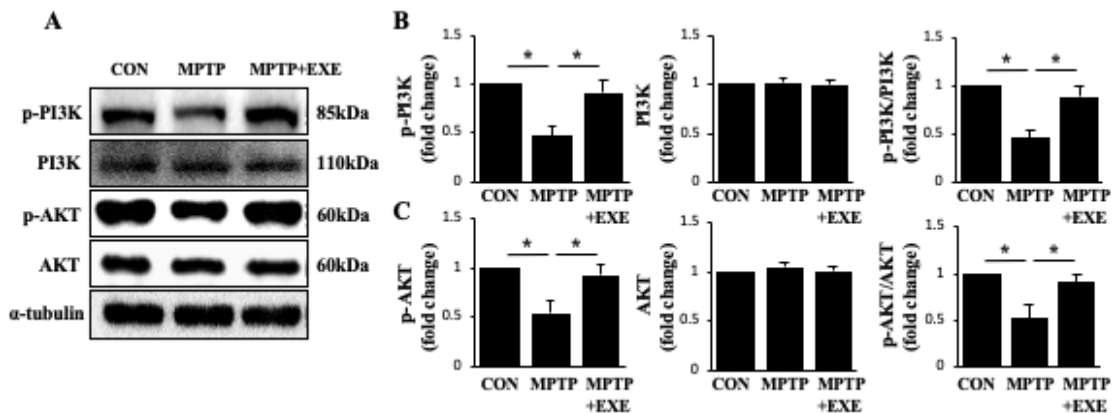 A
CON MPTP MPTP+EXE
p-PI3K 85kDa
PI3K 110kDa
p-AKT 60kDa
AKT 60kDa
α-tubulin
B
p-PI3K
(fold change)
1.5
1
0.5
0
* *
CON MPTP MPTP
+EXE
PI3K
(fold change)
1.5
1
0.5
0
CON MPTP MPTP
+EXE
p-PI3K/PI3K
(fold change)
1.5
1
0.5
0
* *
CON MPTP MPTP
+EXE
C
p-AKT
(fold change)
1.5
1
0.5
0
* *
CON MPTP MPTP
+EXE
AKT
(fold change)
1.5
1
0.5
0
CON MPTP MPTP
+EXE
p-AKT/AKT
(fold change)
1.5
1
0.5
0
* *
CON MPTP MPTP
+EXE